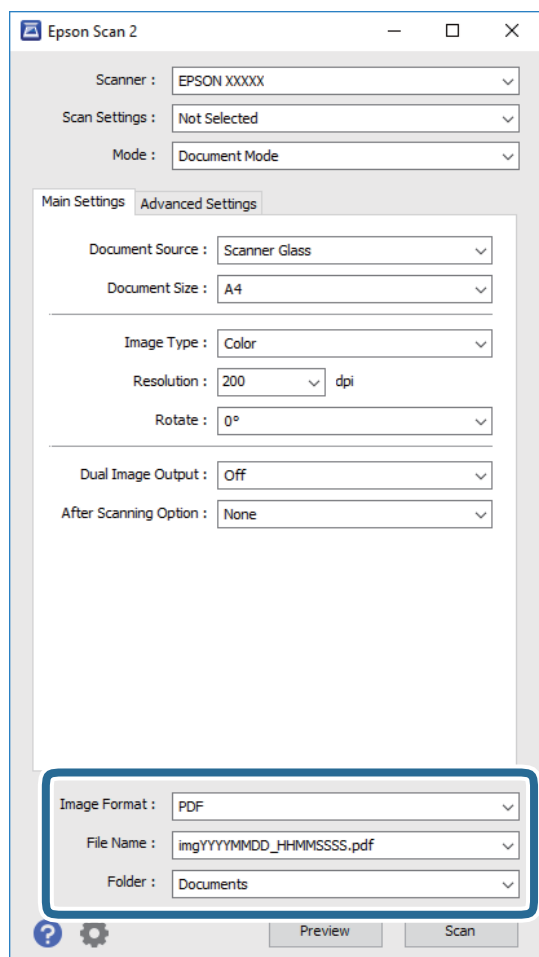 Epson Scan 2
Scanner : EPSON XXXXX
Scan Settings : Not Selected
Mode : Document Mode
Main Settings Advanced Settings
Document Source : Scanner Glass
Document Size : A4
Image Type : Color
Resolution : 200 dpi
Rotate : 0°
Dual Image Output : Off
After Scanning Option : None
Image Format : PDF
File Name : imgYYYYMMDD_HHMMSSSS.pdf
Folder : Documents
? Preview Scan